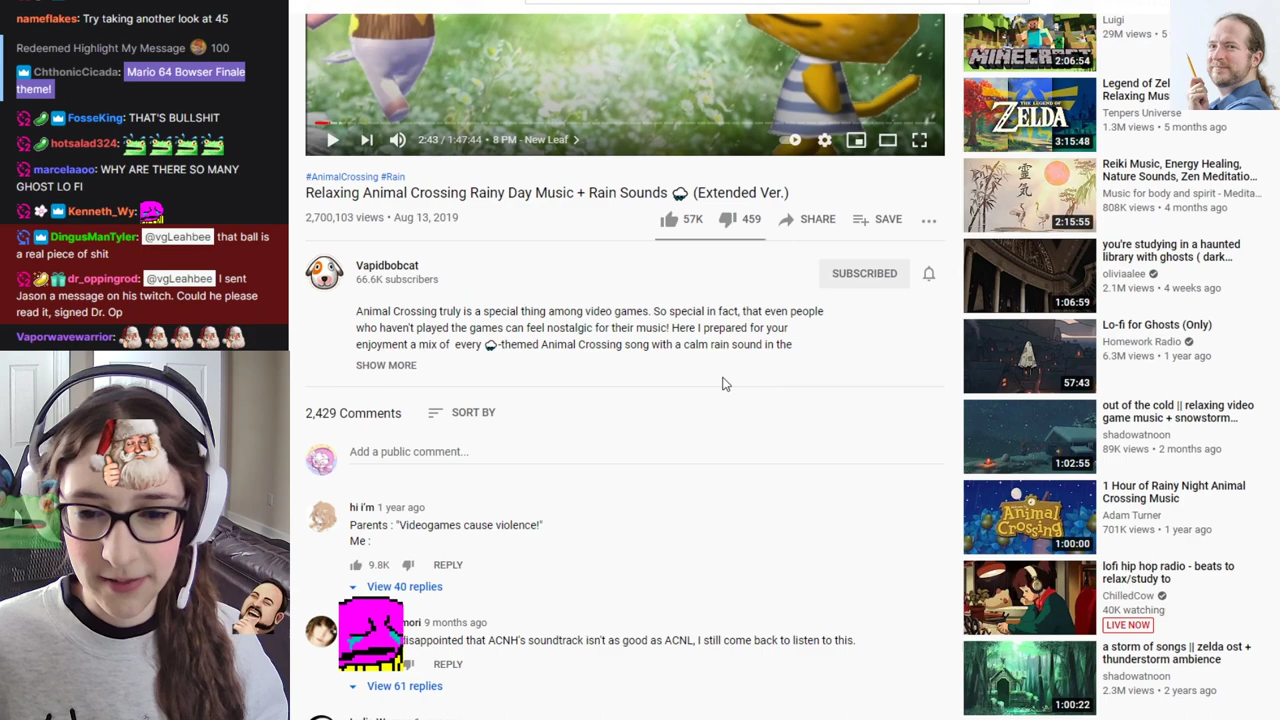 nameflakes: Try taking another look at 45
Redeemed Highlight My Message 100
ChthonicCicada: Mario 64 Bowser Finale
theme!
FosseKing: THAT'S BULLSHIT
hotsalad324:
marcelaaoo: WHY ARE THERE SO MANY
GHOST LO FI
Kenneth_Wy:
DingusManTyler: @vgLeahbee that ball is
a real piece of shit
dr_oppingrod: @vgLeahbee I sent
Jason a message on his twitch. Could he please
read it, signed Dr. Op
Vaporwavewarrior:
2:43 / 1:47:44 • 8 PM - New Leaf
#AnimalCrossing #Rain
Relaxing Animal Crossing Rainy Day Music + Rain Sounds (Extended Ver.)
2,700,103 views • Aug 13, 2019
57K
459
SHARE
SAVE
Vapidbobcat
66.6K subscribers
SUBSCRIBED
Animal Crossing truly is a special thing among video games. So special in fact, that even people
who haven't played the games can feel nostalgic for their music! Here I prepared for your
enjoyment a mix of every -themed Animal Crossing song with a calm rain sound in the
SHOW MORE
2,429 Comments
SORT BY
Add a public comment...
hi i'm 1 year ago
Parents : "Videogames cause violence!"
Me :
9.8K
REPLY
View 40 replies
9 months ago
disappointed that ACNH's soundtrack isn't as good as ACNL, I still come back to listen to this.
REPLY
View 61 replies
MINECRAFT
2:06:54
Luigi
29M views • 5
THE LEGEND OF
ZELDA
3:15:48
Legend of Zel
Relaxing Mus
Tenpers Universe
1.3M views • 5 months ago
靈氣
2:15:55
Reiki Music, Energy Healing,
Nature Sounds, Zen Meditatio...
Music for body and spirit - Medita...
808K views • 4 months ago
1:06:59
you're studying in a haunted
library with ghosts ( dark...
oliviaalee
2.1M views • 4 weeks ago
57:43
Lo-fi for Ghosts (Only)
Homework Radio
6.3M views • 1 year ago
1:02:55
out of the cold || relaxing video
game music + snowstorm...
shadowatnoon
89K views • 2 months ago
Animal
Crossing
1:00:00
1 Hour of Rainy Night Animal
Crossing Music
Adam Turner
701K views • 1 year ago
lofi hip hop radio - beats to
relax/study to
ChilledCow
40K watching
LIVE NOW
1:00:22
a storm of songs || zelda ost +
thunderstorm ambience
shadowatnoon
2.3M views • 2 years ago